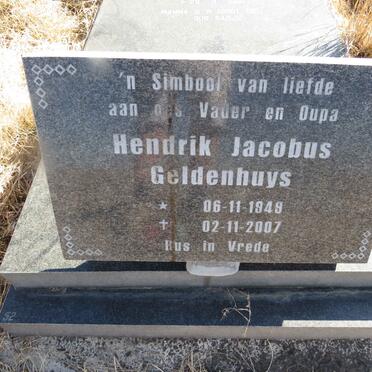 'n Simbool van liefde
aan ons Vader en Oupa
Hendrik Jacobus
Geldenhuys
* 06-11-1949
+ 02-11-2007
Rus in Vrede
52